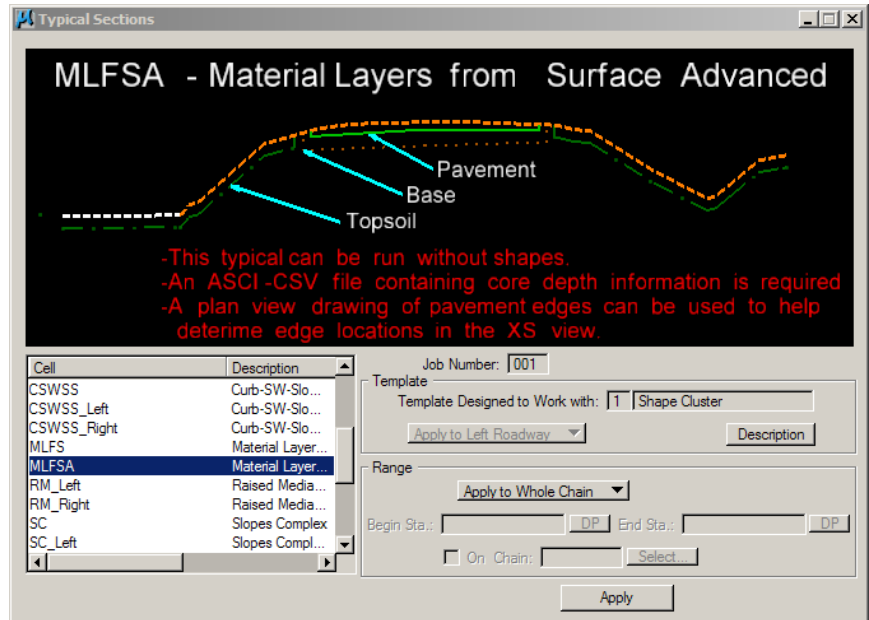 Typical Sections
MLFSA - Material Layers from Surface Advanced
Pavement
Base
Topsoil
-This typical can be run without shapes.
-An ASCI -CSV file containing core depth information is required
-A plan view drawing of pavement edges can be used to help
deterime edge locations in the XS view.
Cell Description
CSWSS Curb-SW-Slo...
CSWSS_Left Curb-SW-Slo...
CSWSS_Right Curb-SW-Slo...
MLFS Material Layer...
MLFSA Material Layer...
RM_Left Raised Media...
RM_Right Raised Media...
SC Slopes Complex
SC_Left Slopes Compl...
Job Number: 001
Template
Template Designed to Work with: 1 Shape Cluster
Apply to Left Roadway Description
Range
Apply to Whole Chain
Begin Sta.: DP End Sta.: DP
On Chain: Select...
Apply